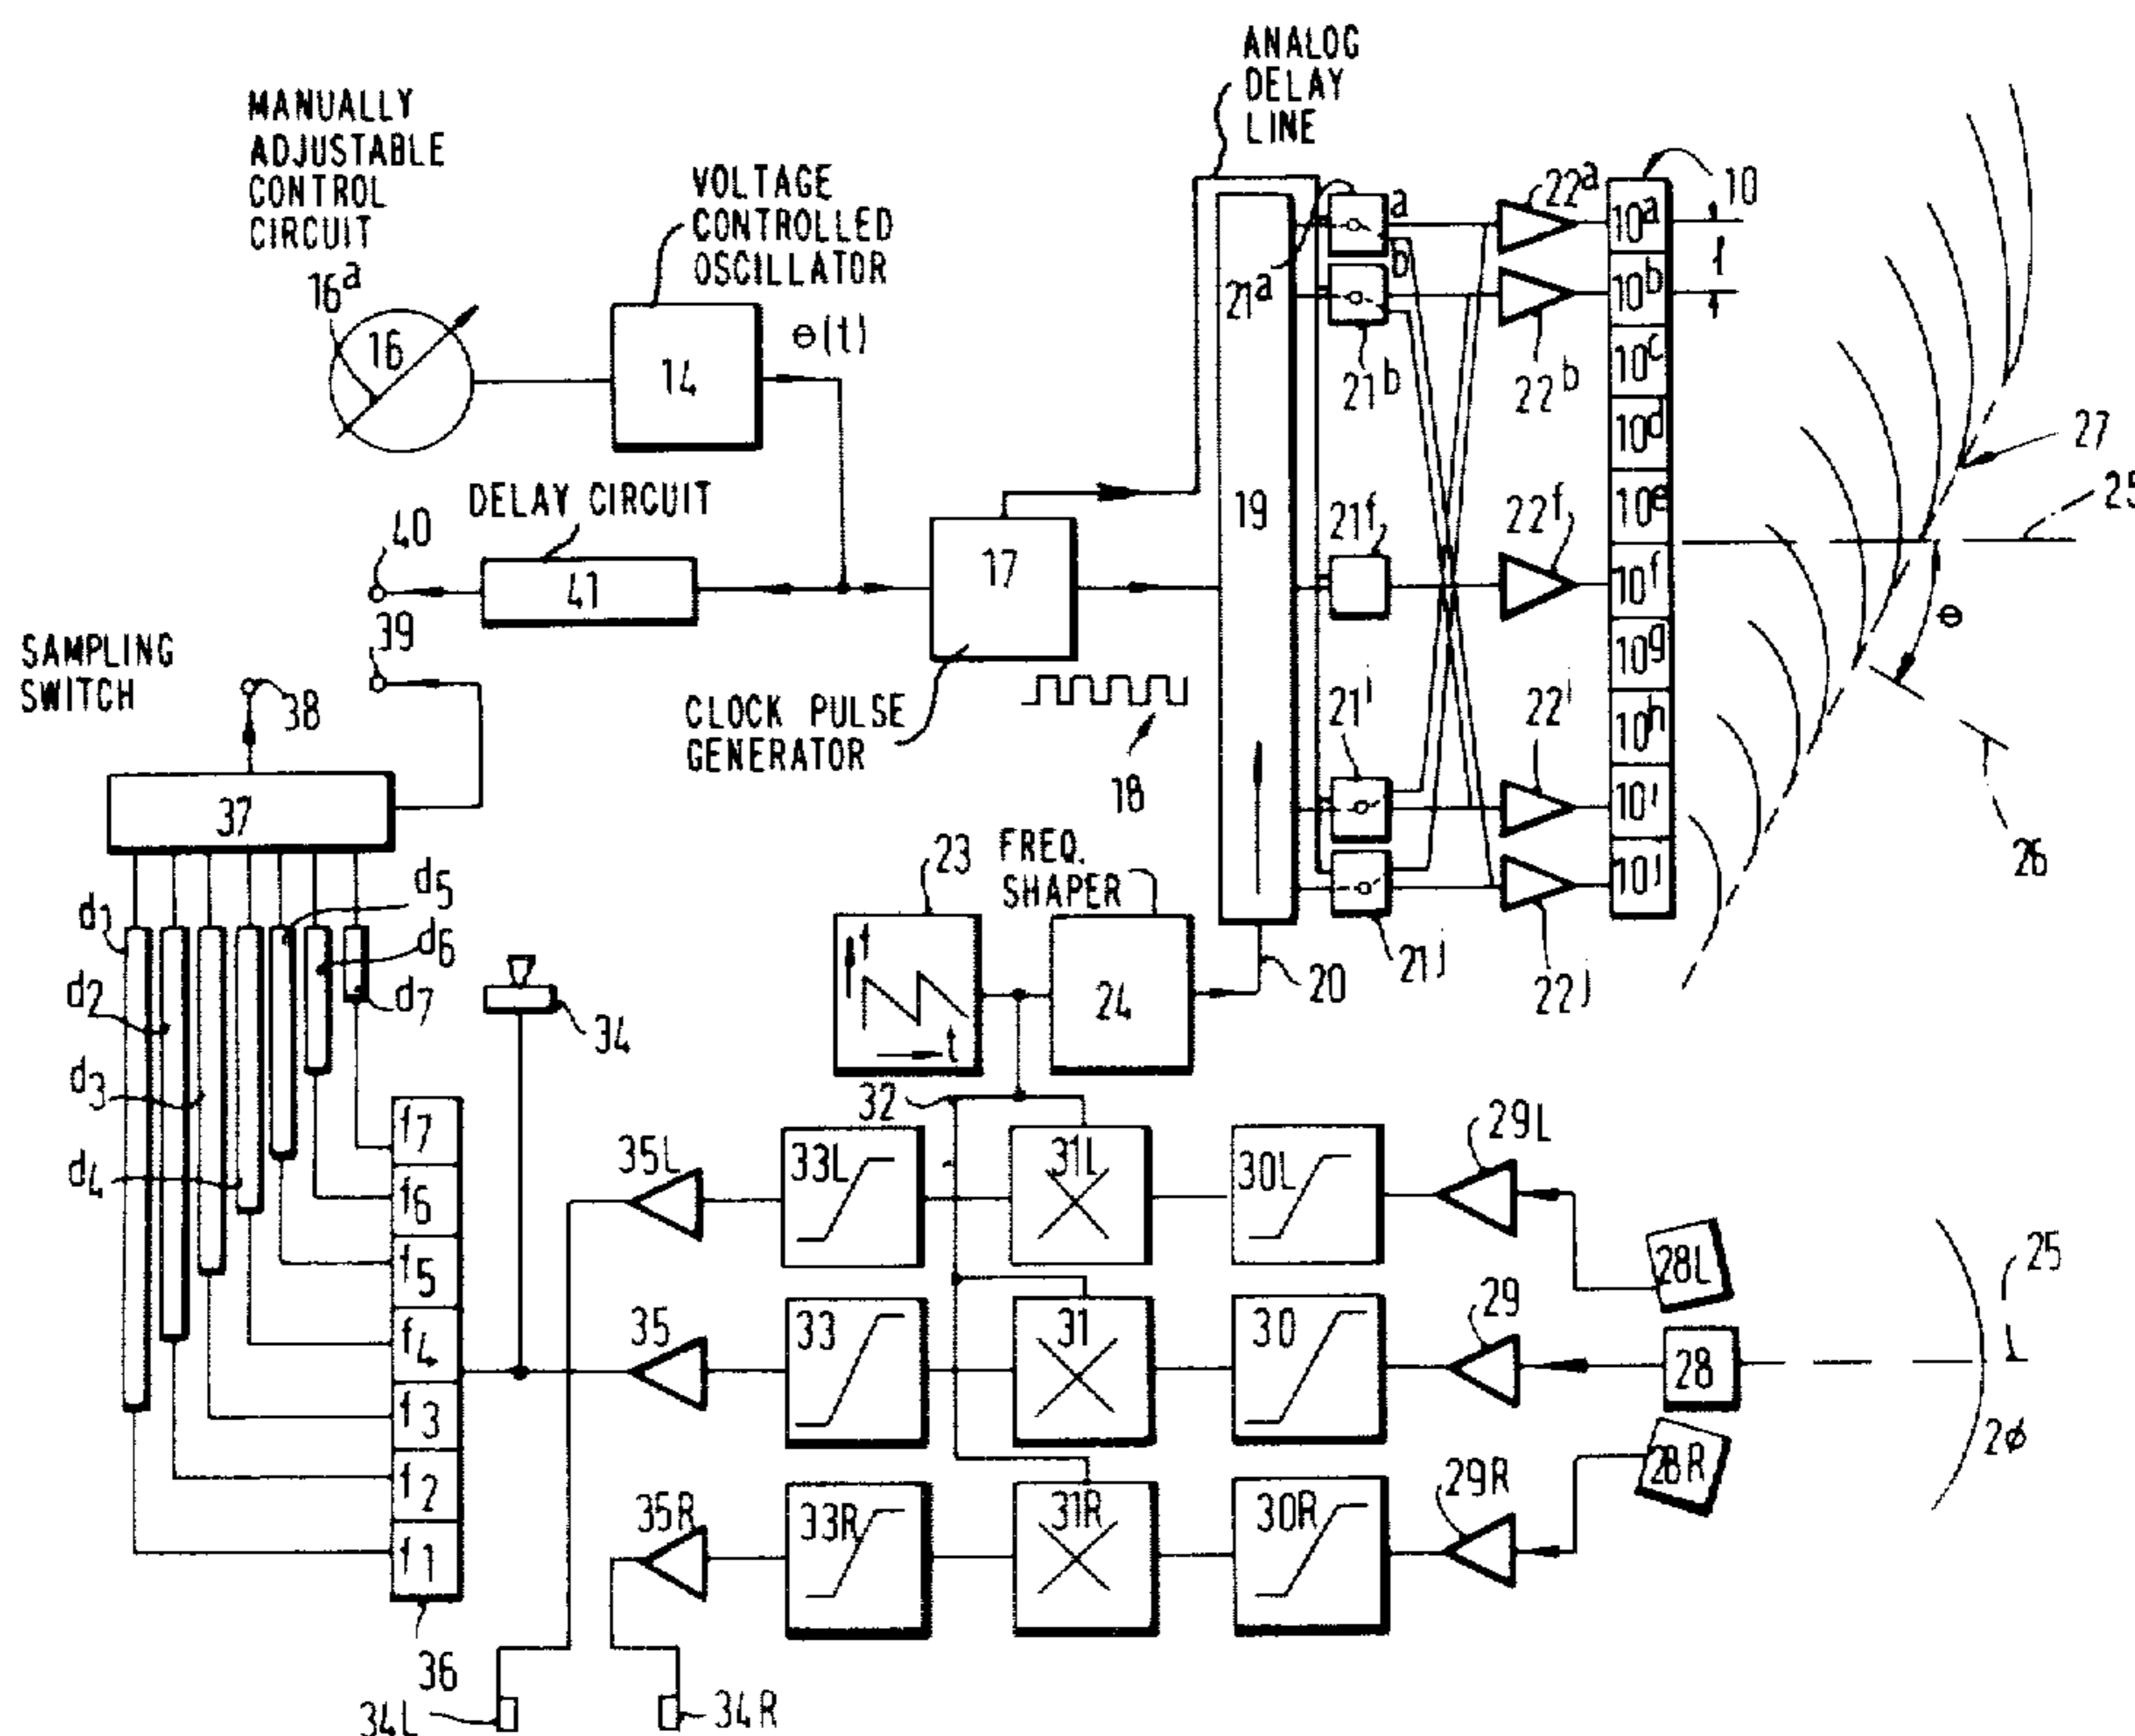 ANALOG
DELAY
LINE
MANUALLY
ADJUSTABLE
CONTROL
CIRCUIT
16a
16
VOLTAGE
CONTROLLED
OSCILLATOR
14
θ(t)
DELAY CIRCUIT
41
40
39
SAMPLING
SWITCH
38
37
17
CLOCK PULSE
GENERATOR
18
19
20
21a
a
b
21b
21f
21i
21j
22a
22b
22f
22i
22j
10
10a
10b
10c
10d
10e
10f
10g
10h
10i
10j
l
27
25
θ
26
23
f
t
FREQ.
SHAPER
24
d1
d2
d3
d4
d5
d6
d7
34
32
f7
f6
f5
f4
f3
f2
f1
36
35L
33L
31L
30L
29L
28L
35
33
31
30
29
28
25
2ϕ
35R
33R
31R
30R
29R
28R
34L
34R